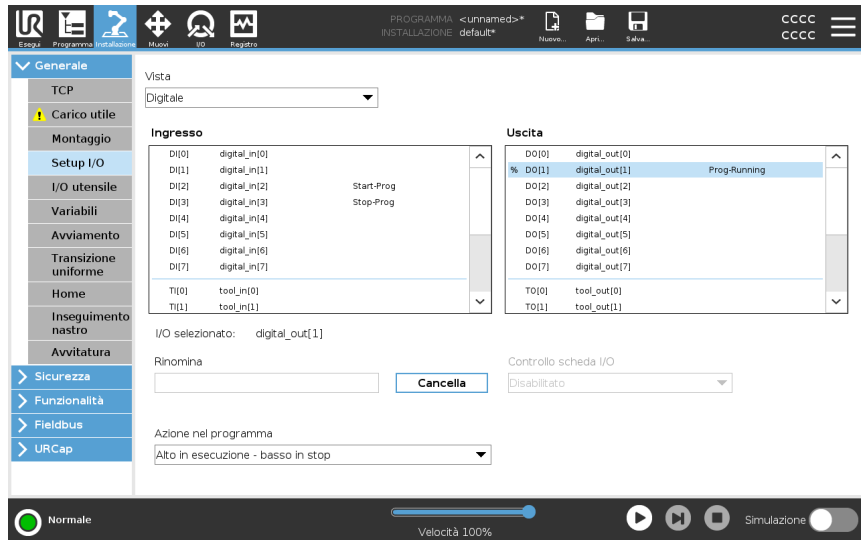 PROGRAMMA <unnamed>*
INSTALLAZIONE default*
CCCC
CCCC
Esegui Programma Installazione Muovi I/O Registro Nuovo... Apri... Salva...
Generale
TCP
Carico utile
Montaggio
Setup I/O
I/O utensile
Variabili
Avviamento
Transizione
uniforme
Home
Inseguimento
nastro
Avvitatura
Sicurezza
Funzionalità
Fieldbus
URCap
Vista
Digitale
Ingresso
DI[0] digital_in[0]
DI[1] digital_in[1]
DI[2] digital_in[2] Start-Prog
DI[3] digital_in[3] Stop-Prog
DI[4] digital_in[4]
DI[5] digital_in[5]
DI[6] digital_in[6]
DI[7] digital_in[7]
TI[0] tool_in[0]
TI[1] tool_in[1]
Uscita
DO[0] digital_out[0]
% DO[1] digital_out[1] Prog-Running
DO[2] digital_out[2]
DO[3] digital_out[3]
DO[4] digital_out[4]
DO[5] digital_out[5]
DO[6] digital_out[6]
DO[7] digital_out[7]
TO[0] tool_out[0]
TO[1] tool_out[1]
I/O selezionato: digital_out[1]
Rinomina
Cancella
Controllo scheda I/O
Disabilitato
Azione nel programma
Alto in esecuzione - basso in stop
Normale
Velocità 100%
Simulazione